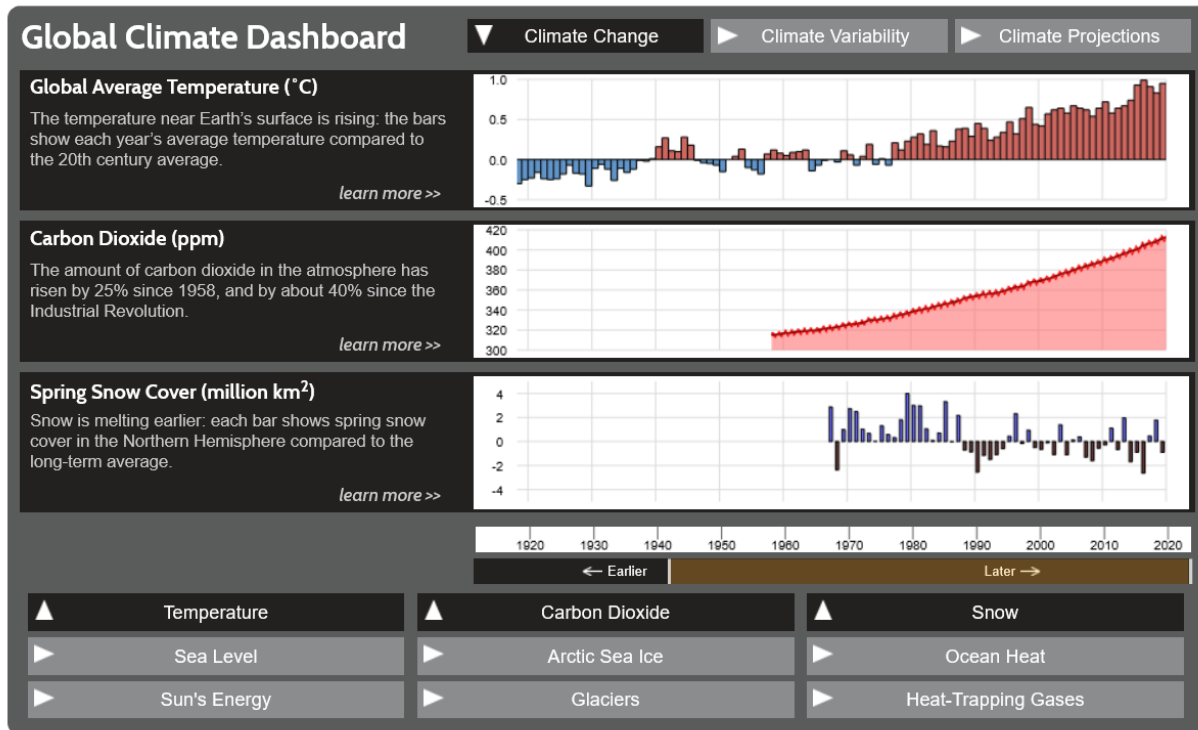 Global Climate Dashboard
Climate Change
Climate Variability
Climate Projections
Global Average Temperature (˚C)
The temperature near Earth's surface is rising: the bars
show each year's average temperature compared to
the 20th century average.
learn more >>
1.0
0.5
0.0
-0.5
Carbon Dioxide (ppm)
The amount of carbon dioxide in the atmosphere has
risen by 25% since 1958, and by about 40% since the
Industrial Revolution.
learn more >>
420
400
380
360
340
320
300
Spring Snow Cover (million km²)
Snow is melting earlier: each bar shows spring snow
cover in the Northern Hemisphere compared to the
long-term average.
learn more >>
4
2
0
-2
-4
1920 1930 1940 1950 1960 1970 1980 1990 2000 2010 2020
← Earlier
Later →
Temperature
Carbon Dioxide
Snow
Sea Level
Arctic Sea Ice
Ocean Heat
Sun's Energy
Glaciers
Heat-Trapping Gases